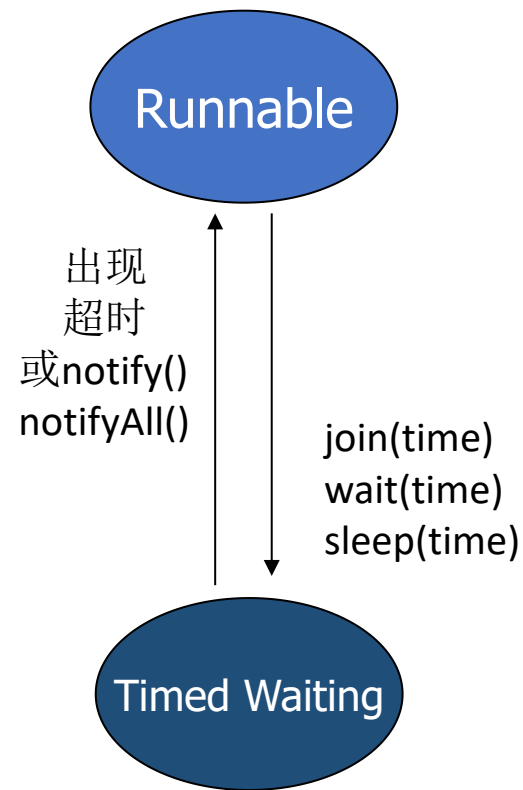 Runnable
出现
超时
或notify()
notifyAll()
join(time)
wait(time)
sleep(time)
Timed Waiting